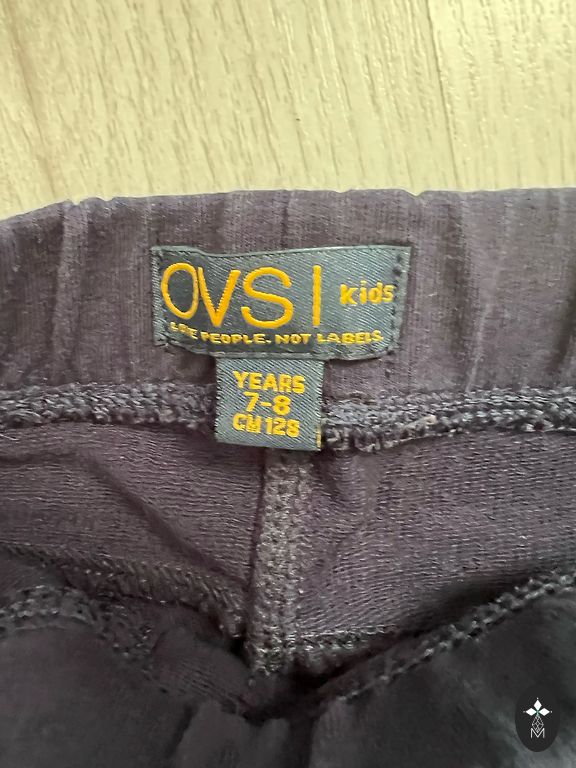 OVS | kids
LOVE PEOPLE. NOT LABELS
YEARS
7-8
CM 128
M